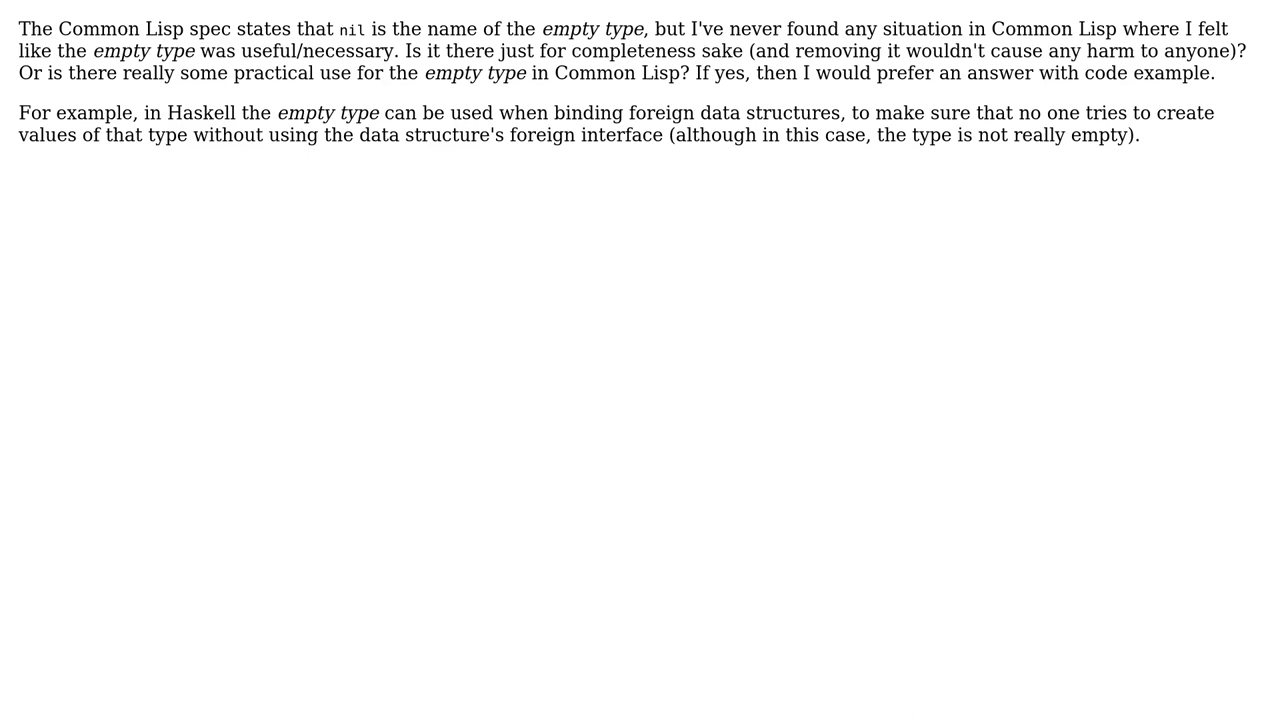 The Common Lisp spec states that nil is the name of the empty type, but I've never found any situation in Common Lisp where I felt
like the empty type was useful/necessary. Is it there just for completeness sake (and removing it wouldn't cause any harm to anyone)?
Or is there really some practical use for the empty type in Common Lisp? If yes, then I would prefer an answer with code example.
For example, in Haskell the empty type can be used when binding foreign data structures, to make sure that no one tries to create
values of that type without using the data structure's foreign interface (although in this case, the type is not really empty).